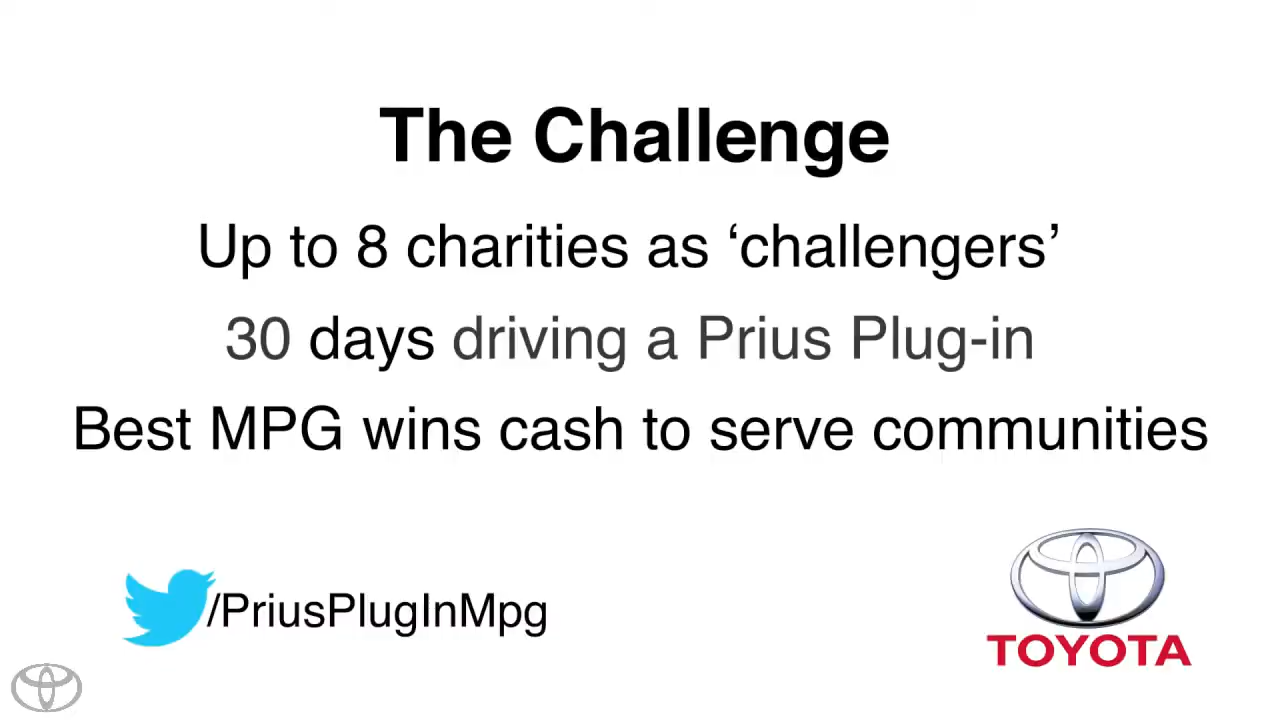 The Challenge
Up to 8 charities as ‘challengers’
30 days driving a Prius Plug-in
Best MPG wins cash to serve communities
/PriusPlugInMpg
TOYOTA